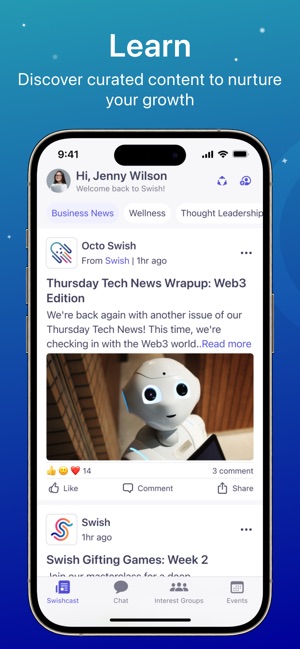 Learn
Discover curated content to nurture
your growth
9:41
Hi, Jenny Wilson
Welcome back to Swish!
Business News
Wellness
Thought Leadership
Octo Swish
From Swish | 1hr ago
Thursday Tech News Wrapup: Web3
Edition
We're back again with another issue of our
Thursday Tech News! This time, we're
checking in with the Web3 world..Read more
14
3 comment
Like
Comment
Share
Swish
1hr ago
Swish Gifting Games: Week 2
Join our masterclass for a deep
Swishcast
Chat
Interest Groups
Events